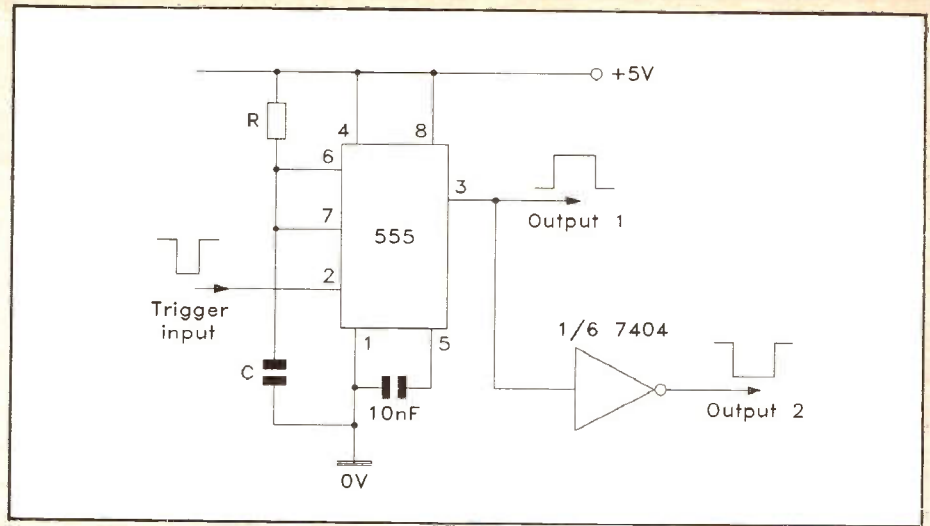 +5V
R
4
8
6
3
7
Output 1
555
2
Trigger
input
1/6 7404
1
5
C
10nF
Output 2
0V